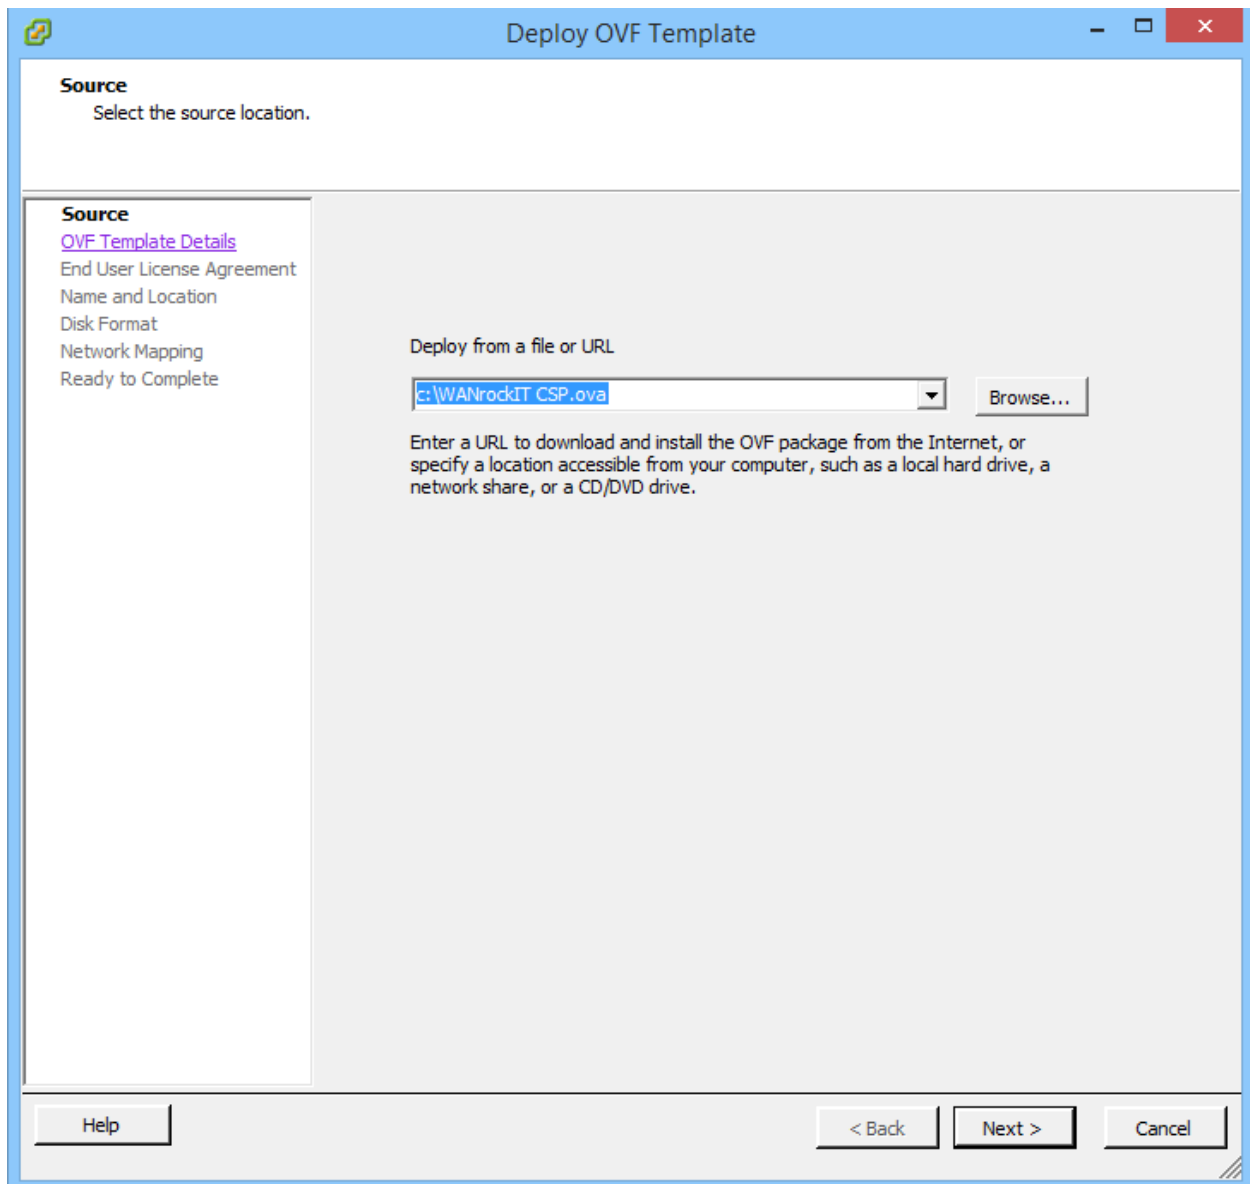 Deploy OVF Template
Source
Select the source location.
Source
OVF Template Details
End User License Agreement
Name and Location
Disk Format
Network Mapping
Ready to Complete
Deploy from a file or URL
c:\WANrockIT CSP.ova
Browse...
Enter a URL to download and install the OVF package from the Internet, or
specify a location accessible from your computer, such as a local hard drive, a
network share, or a CD/DVD drive.
Help
< Back
Next >
Cancel